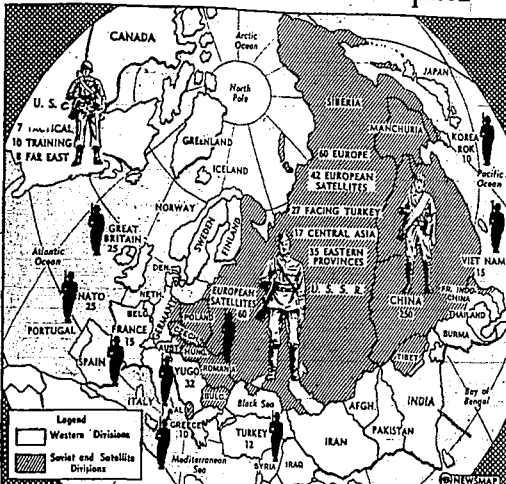 CANADA
Arctic
Ocean
North
Pole
JAPAN
SIBERIA
MANCHURIA
KOREA
ROK
10
Pacific
Ocean
U. S.
7 TACTICAL
10 TRAINING
8 FAR EAST
GREENLAND
ICELAND
60 EUROPE
42 EUROPEAN
SATELLITES
27 FACING TURKEY
17 CENTRAL ASIA
35 EASTERN
PROVINCES
U. S. S. R.
NORWAY
SWEDEN
FINLAND
GREAT
BRITAIN
Atlantic
Ocean
DEN.
NETH.
BELG.
GERMANY
NATO
25
PORTUGAL
FRANCE
15
SPAIN
EUROPEAN
SATELLITES
60
POLAND
HUNG.
ROMANIA
BULG.
YUGO
32
ITALY
AL
GREECE
10
Black Sea
TURKEY
12
Mediterranean
Sea
SYRIA
IRAQ
IRAN
AFGH.
PAKISTAN
INDIA
TIBET
CHINA
250
VIET NAM
15
FR. INDO-
CHINA
THAILAND
BURMA
Bay of
Bengal
Legend
Western Divisions
Soviet and Satellite
Divisions
NEWSMAP